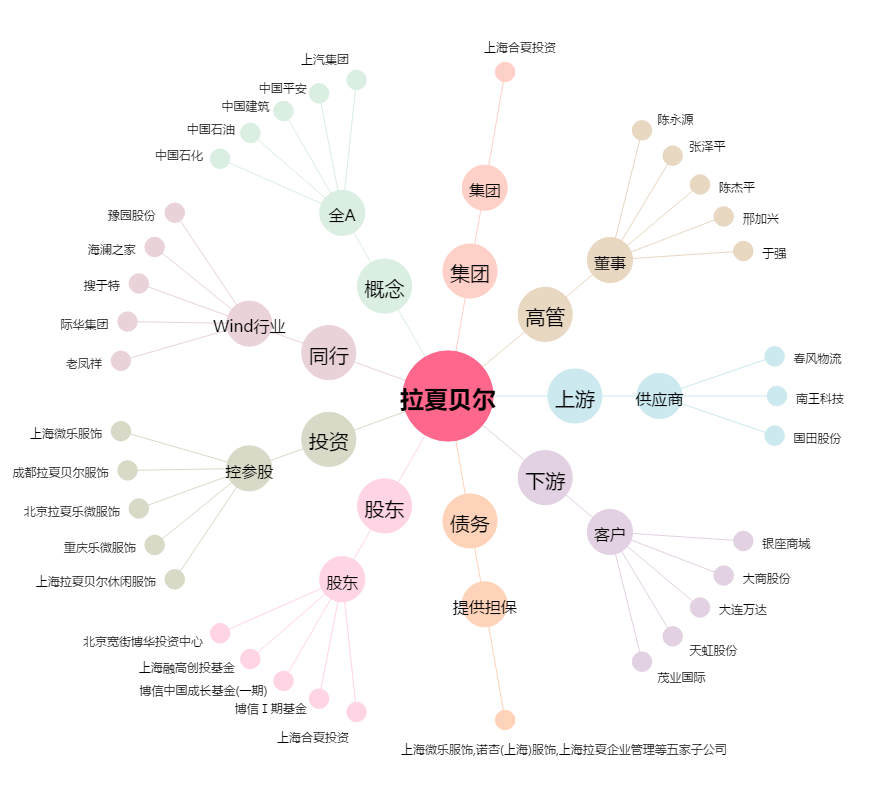 拉夏贝尔
集团
集团
上海合夏投资
高管
董事
陈永源
张泽平
陈杰平
邢加兴
于强
上游
供应商
春风物流
南王科技
国田股份
下游
客户
银座商城
大商股份
大连万达
天虹股份
茂业国际
债务
提供担保
上海微乐服饰,诺杏(上海)服饰,上海拉夏企业管理等五家子公司
股东
股东
上海合夏投资
博信Ⅰ期基金
博信中国成长基金(一期)
上海融高创投基金
北京宽街博华投资中心
投资
控参股
上海拉夏贝尔休闲服饰
重庆乐微服饰
北京拉夏乐微服饰
成都拉夏贝尔服饰
上海微乐服饰
同行
Wind行业
老凤祥
际华集团
搜于特
海澜之家
豫园股份
概念
全A
中国石化
中国石油
中国建筑
中国平安
上汽集团